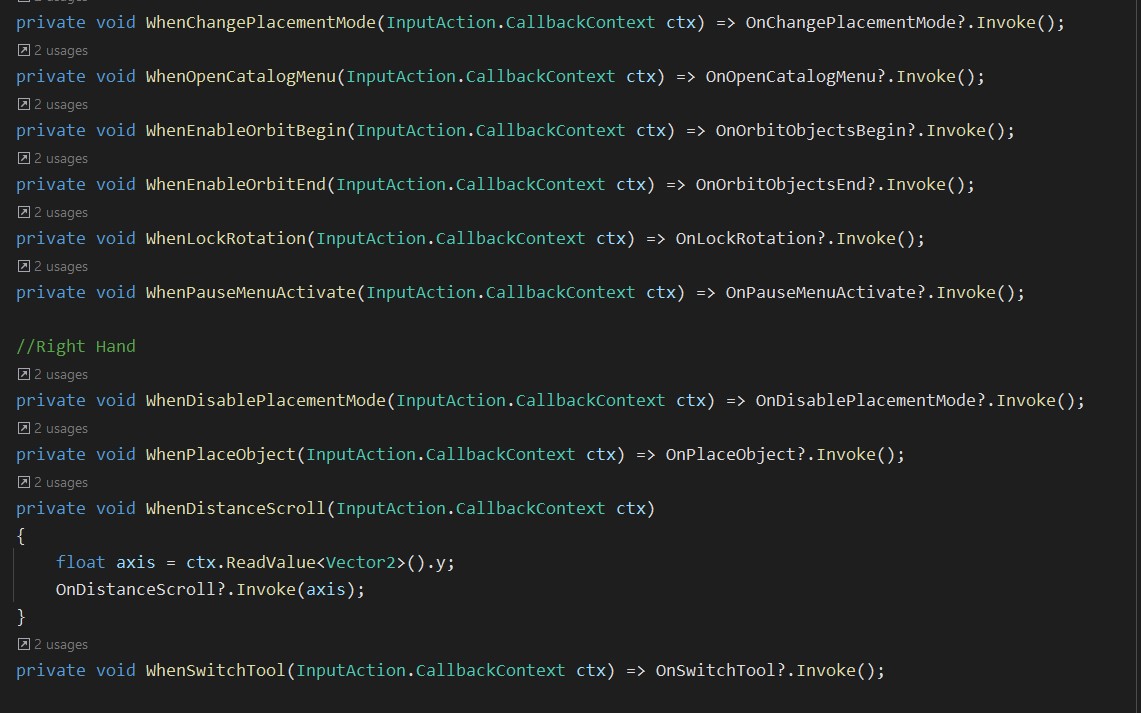 private void WhenChangePlacementMode(InputAction.CallbackContext ctx) => OnChangePlacementMode?.Invoke();
2 usages
private void WhenOpenCatalogMenu(InputAction.CallbackContext ctx) => OnOpenCatalogMenu?.Invoke();
2 usages
private void WhenEnableOrbitBegin(InputAction.CallbackContext ctx) => OnOrbitObjectsBegin?.Invoke();
2 usages
private void WhenEnableOrbitEnd(InputAction.CallbackContext ctx) => OnOrbitObjectsEnd?.Invoke();
2 usages
private void WhenLockRotation(InputAction.CallbackContext ctx) => OnLockRotation?.Invoke();
2 usages
private void WhenPauseMenuActivate(InputAction.CallbackContext ctx) => OnPauseMenuActivate?.Invoke();
//Right Hand
2 usages
private void WhenDisablePlacementMode(InputAction.CallbackContext ctx) => OnDisablePlacementMode?.Invoke();
2 usages
private void WhenPlaceObject(InputAction.CallbackContext ctx) => OnPlaceObject?.Invoke();
2 usages
private void WhenDistanceScroll(InputAction.CallbackContext ctx)
{
    float axis = ctx.ReadValue<Vector2>().y;
    OnDistanceScroll?.Invoke(axis);
}
2 usages
private void WhenSwitchTool(InputAction.CallbackContext ctx) => OnSwitchTool?.Invoke();